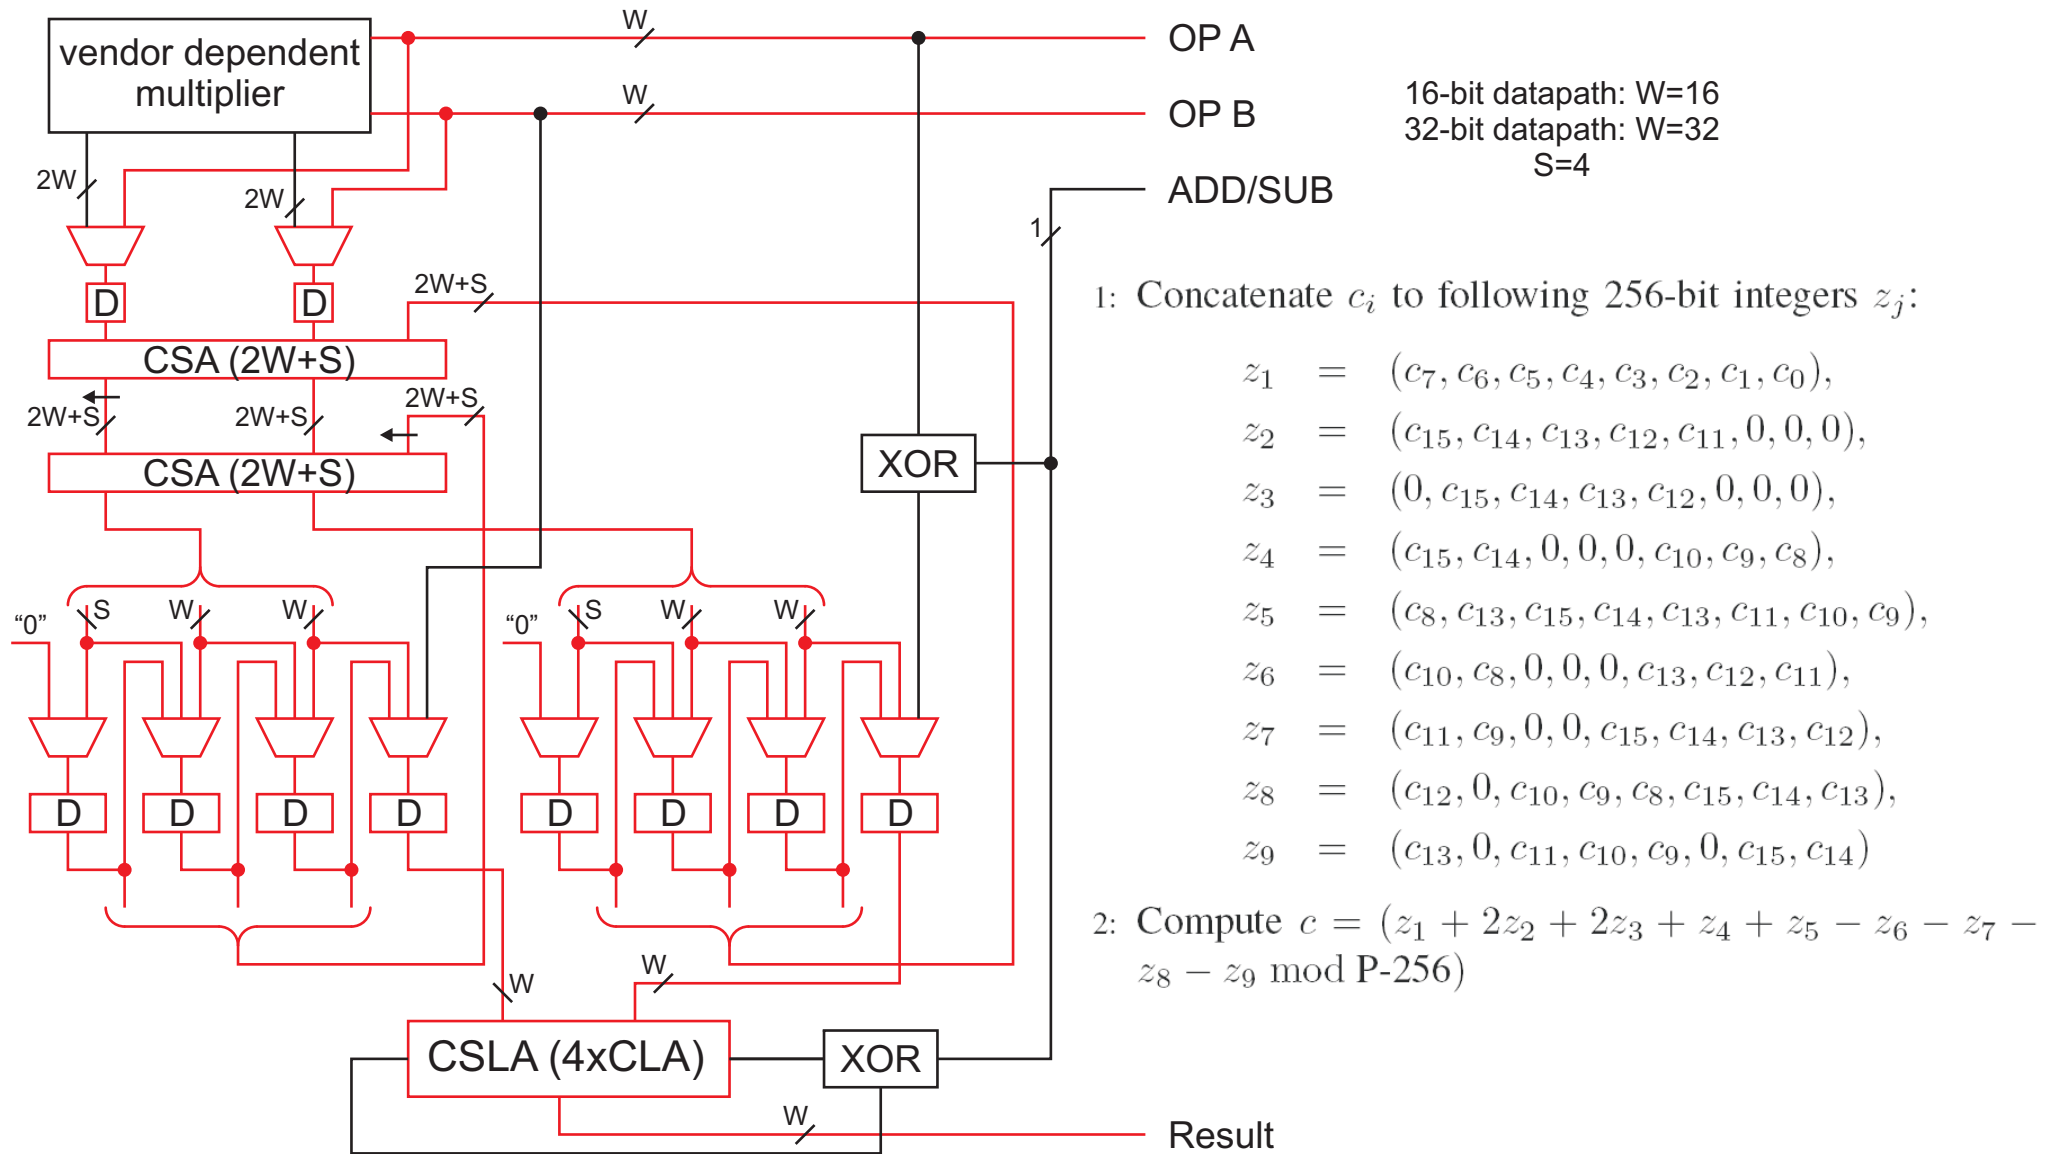 vendor dependent
multiplier
W
OP A
W
OP B
16-bit datapath: W=16
32-bit datapath: W=32
S=4
2W
2W
ADD/SUB
1
D
D
2W+S
CSA (2W+S)
2W+S
2W+S
2W+S
CSA (2W+S)
XOR
"0"
S
W
W
"0"
S
W
W
D
D
D
D
D
D
D
D
W
W
CSLA (4xCLA)
XOR
W
Result
1: Concatenate c_i to following 256-bit integers z_j:
z_1 = (c_7, c_6, c_5, c_4, c_3, c_2, c_1, c_0),
z_2 = (c_15, c_14, c_13, c_12, c_11, 0, 0, 0),
z_3 = (0, c_15, c_14, c_13, c_12, 0, 0, 0),
z_4 = (c_15, c_14, 0, 0, 0, c_10, c_9, c_8),
z_5 = (c_8, c_13, c_15, c_14, c_13, c_11, c_10, c_9),
z_6 = (c_10, c_8, 0, 0, 0, c_13, c_12, c_11),
z_7 = (c_11, c_9, 0, 0, c_15, c_14, c_13, c_12),
z_8 = (c_12, 0, c_10, c_9, c_8, c_15, c_14, c_13),
z_9 = (c_13, 0, c_11, c_10, c_9, 0, c_15, c_14)
2: Compute c = (z_1 + 2z_2 + 2z_3 + z_4 + z_5 − z_6 − z_7 −
z_8 − z_9 mod P-256)